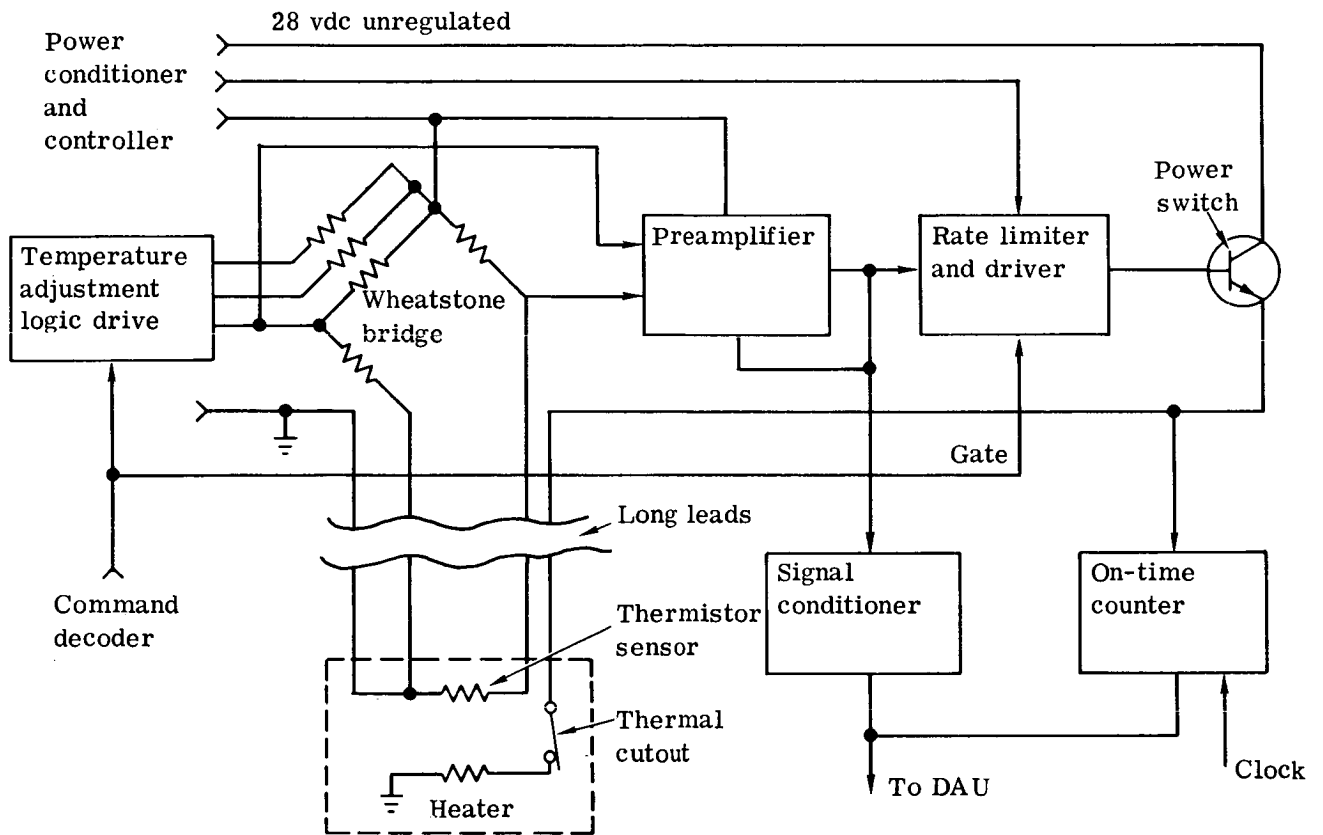 28 vdc unregulated
Power
conditioner
and
controller
Power
switch
Temperature
adjustment
logic drive
Wheatstone
bridge
Preamplifier
Rate limiter
and driver
Gate
Long leads
Command
decoder
Thermistor
sensor
Signal
conditioner
On-time
counter
Thermal
cutout
Heater
To DAU
Clock